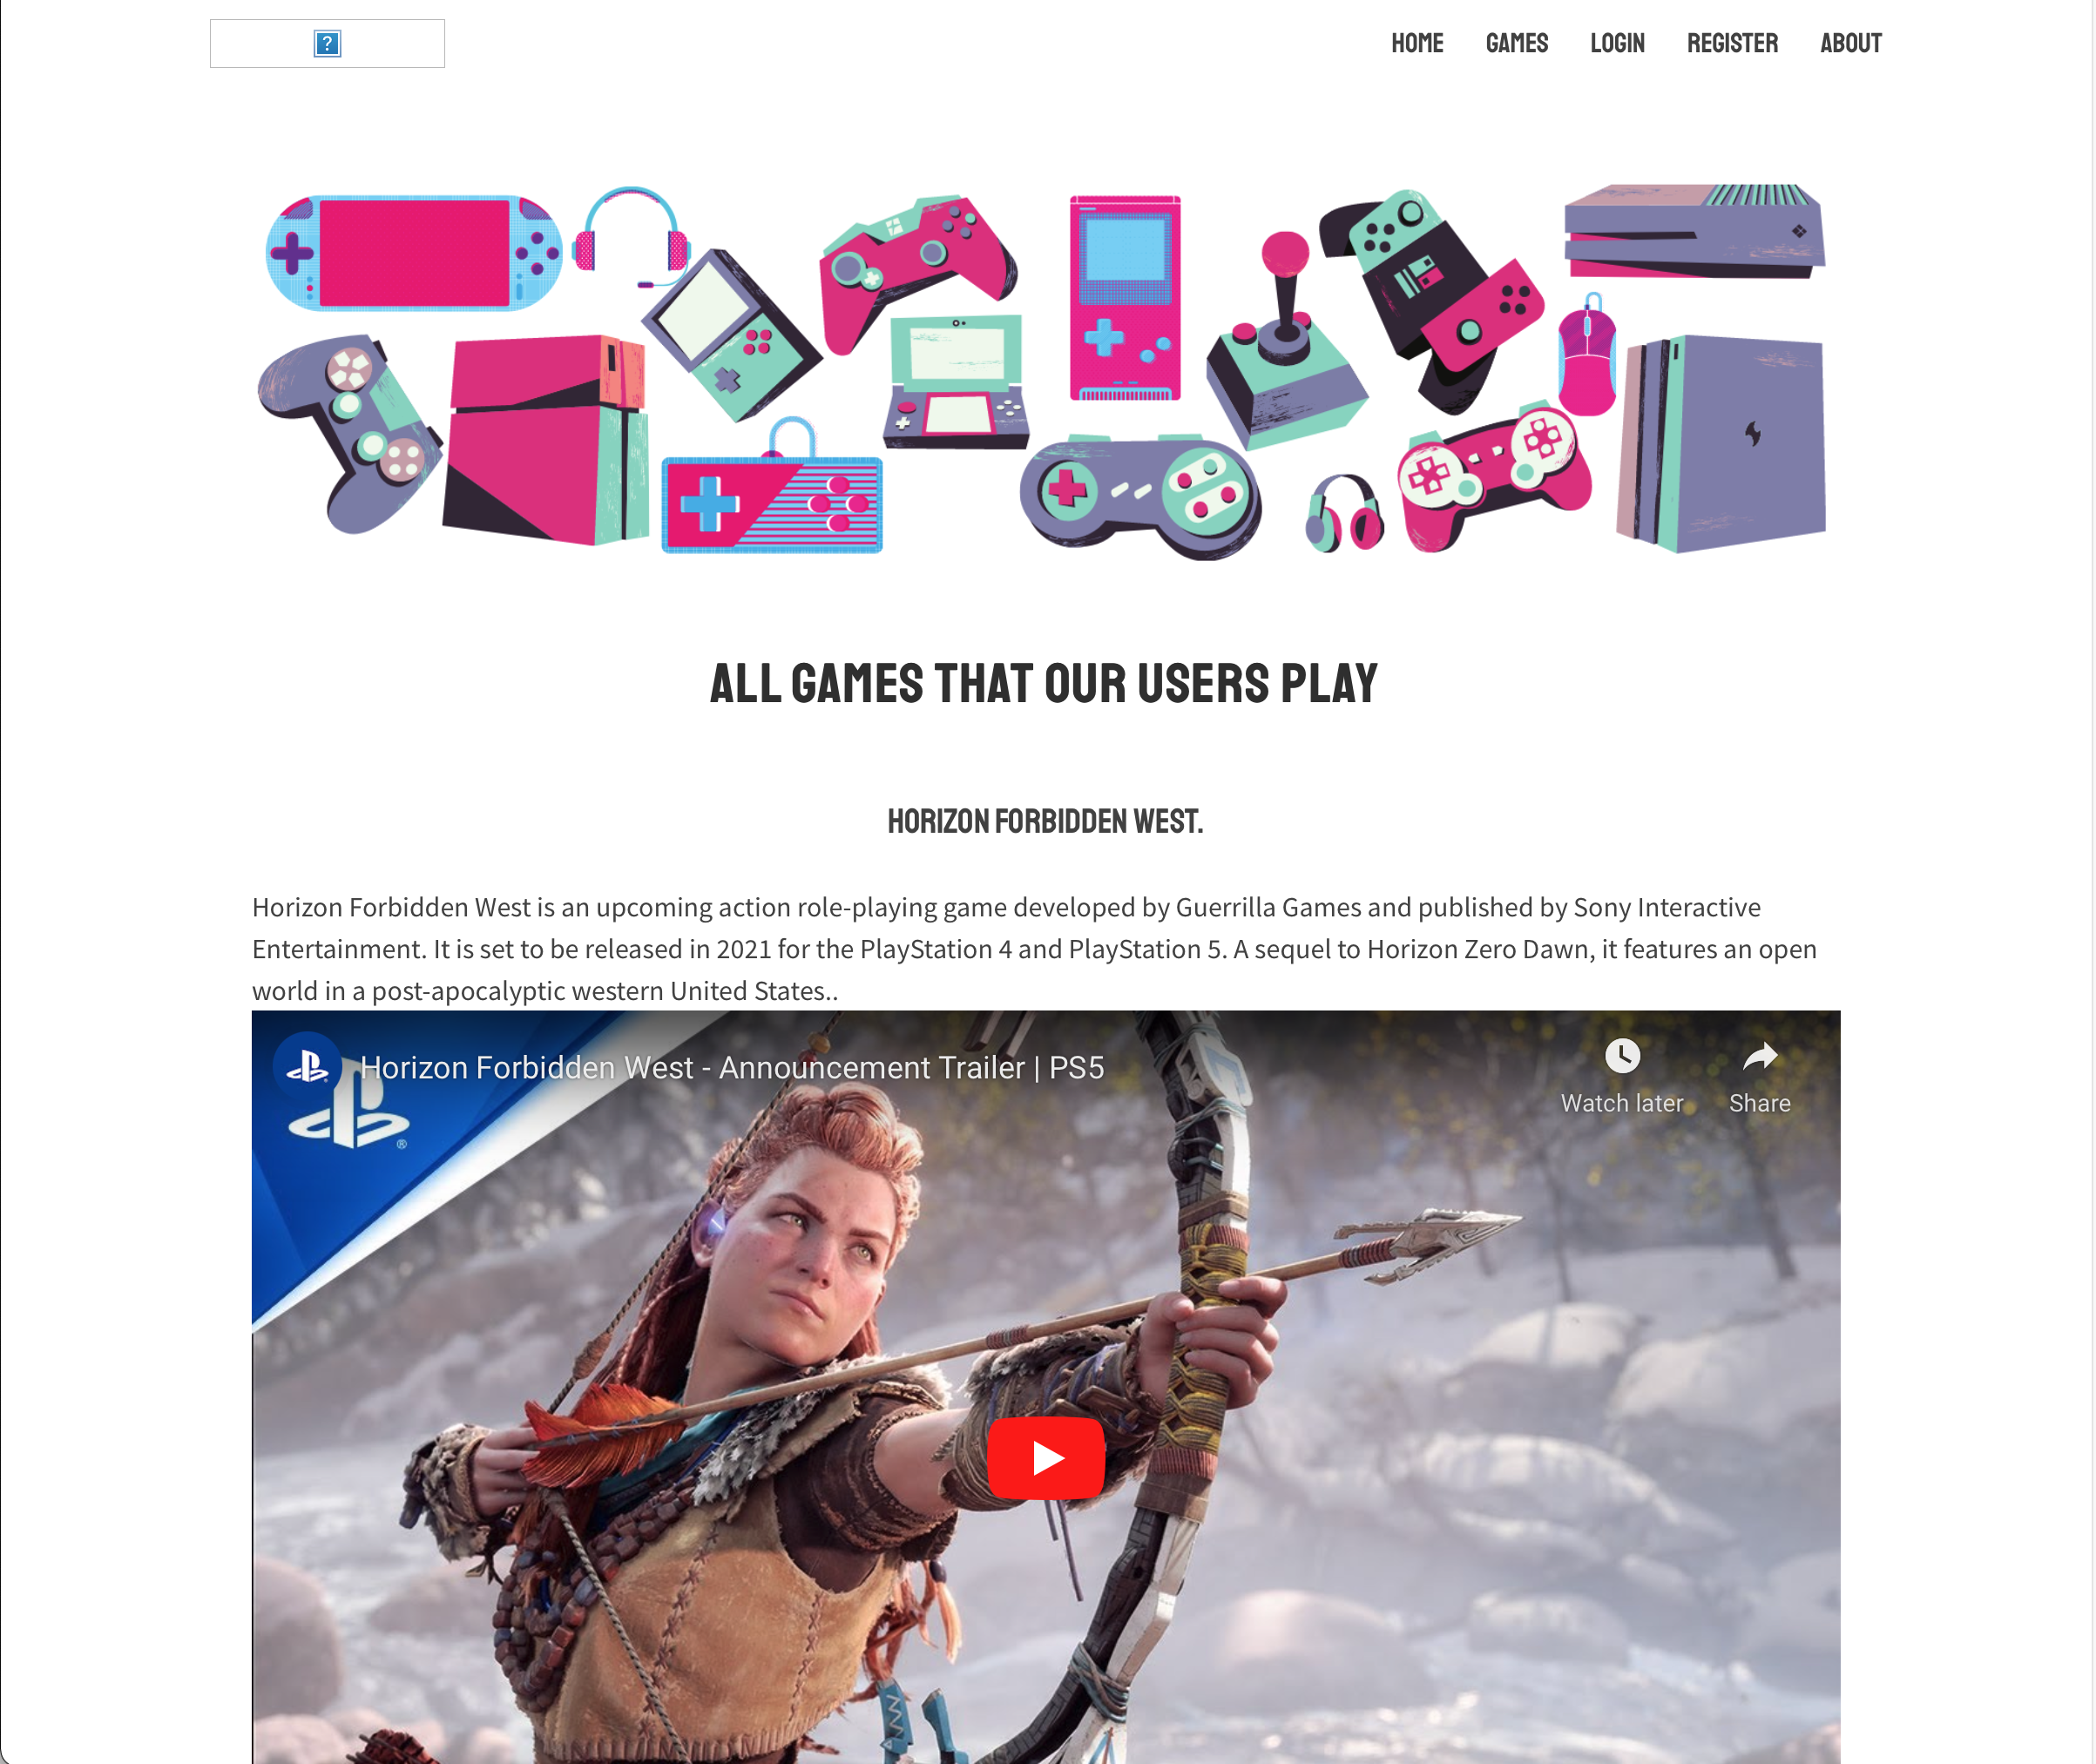 HOME GAMES LOGIN REGISTER ABOUT
ALL GAMES THAT OUR USERS PLAY
HORIZON FORBIDDEN WEST.
Horizon Forbidden West is an upcoming action role-playing game developed by Guerrilla Games and published by Sony Interactive
Entertainment. It is set to be released in 2021 for the PlayStation 4 and PlayStation 5. A sequel to Horizon Zero Dawn, it features an open
world in a post-apocalyptic western United States..
Horizon Forbidden West - Announcement Trailer | PS5
Watch later Share